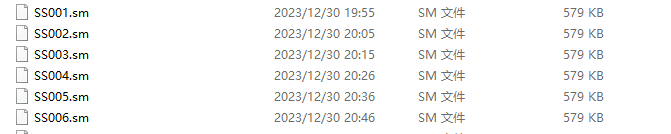 SS001.sm 2023/12/30 19:55 SM 文件 579 KB
SS002.sm 2023/12/30 20:05 SM 文件 579 KB
SS003.sm 2023/12/30 20:15 SM 文件 579 KB
SS004.sm 2023/12/30 20:26 SM 文件 579 KB
SS005.sm 2023/12/30 20:36 SM 文件 579 KB
SS006.sm 2023/12/30 20:46 SM 文件 579 KB